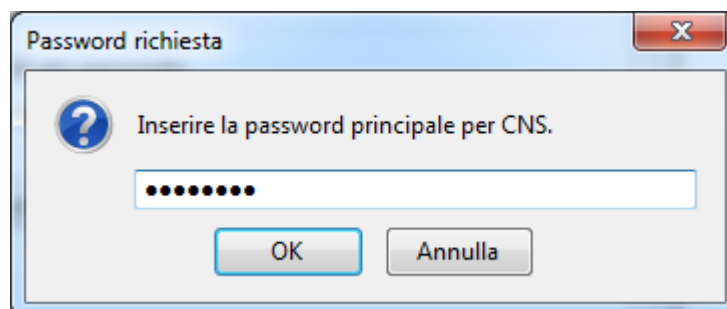 Password richiesta
Inserire la password principale per CNS.
••••••••
OK
Annulla